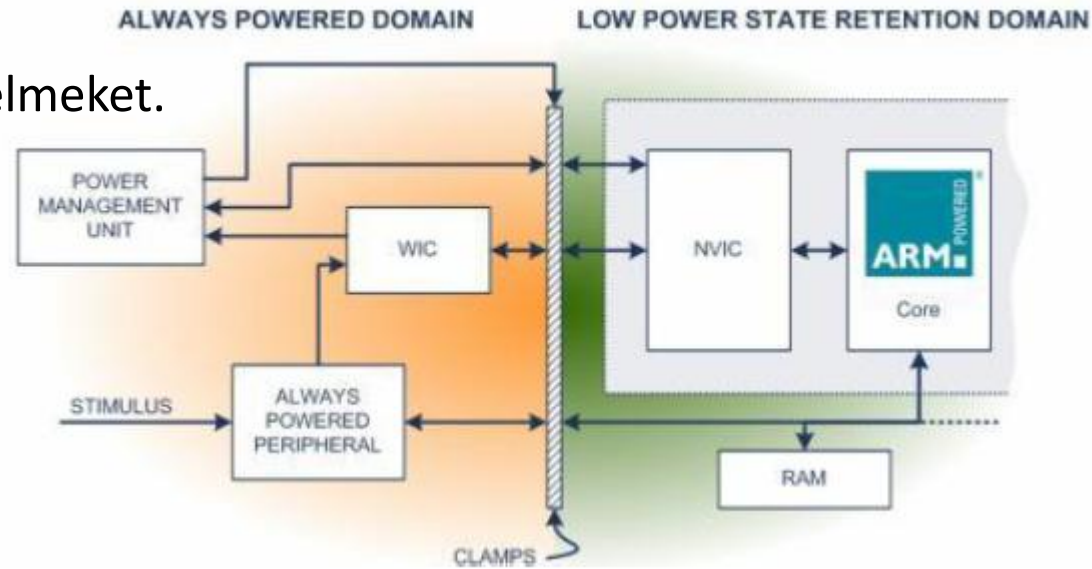 ALWAYS POWERED DOMAIN
LOW POWER STATE RETENTION DOMAIN
elmeket.
POWER
MANAGEMENT
UNIT
WIC
NVIC
ARM
POWERED
Core
STIMULUS
ALWAYS
POWERED
PERIPHERAL
RAM
CLAMPS